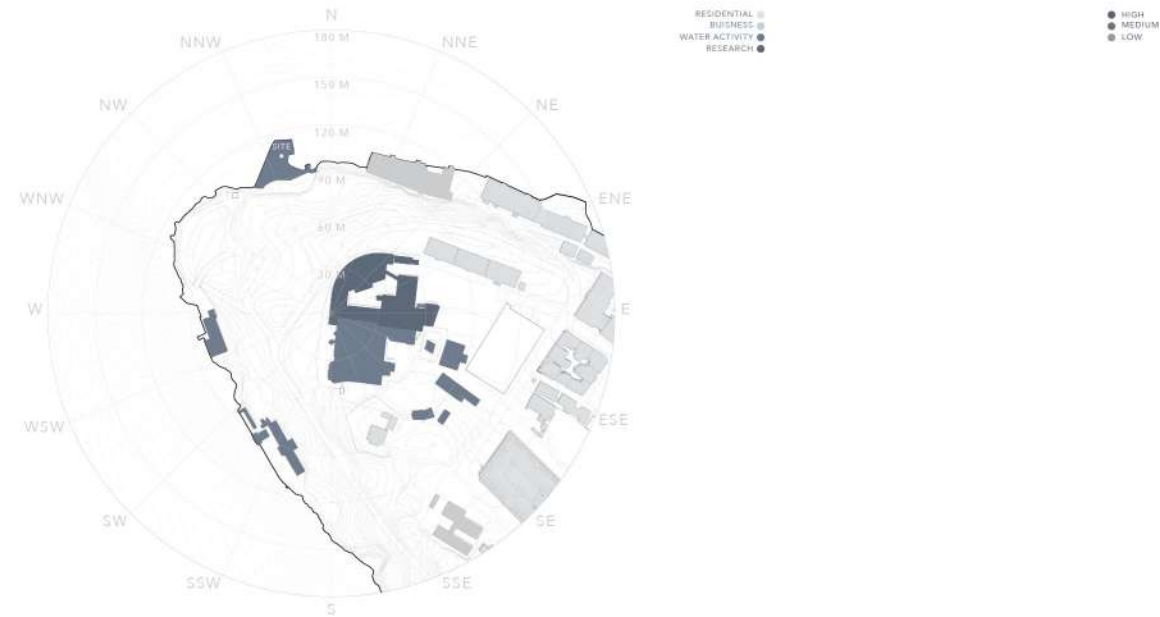 N
NNW
NNE
NW
NE
WNW
ENE
W
E
WSW
ESE
SW
SE
SSW
SSE
S
180 M
150 M
120 M
90 M
60 M
30 M
SITE
RESIDENTIAL
BUISNESS
WATER ACTIVITY
RESEARCH
HIGH
MEDIUM
LOW